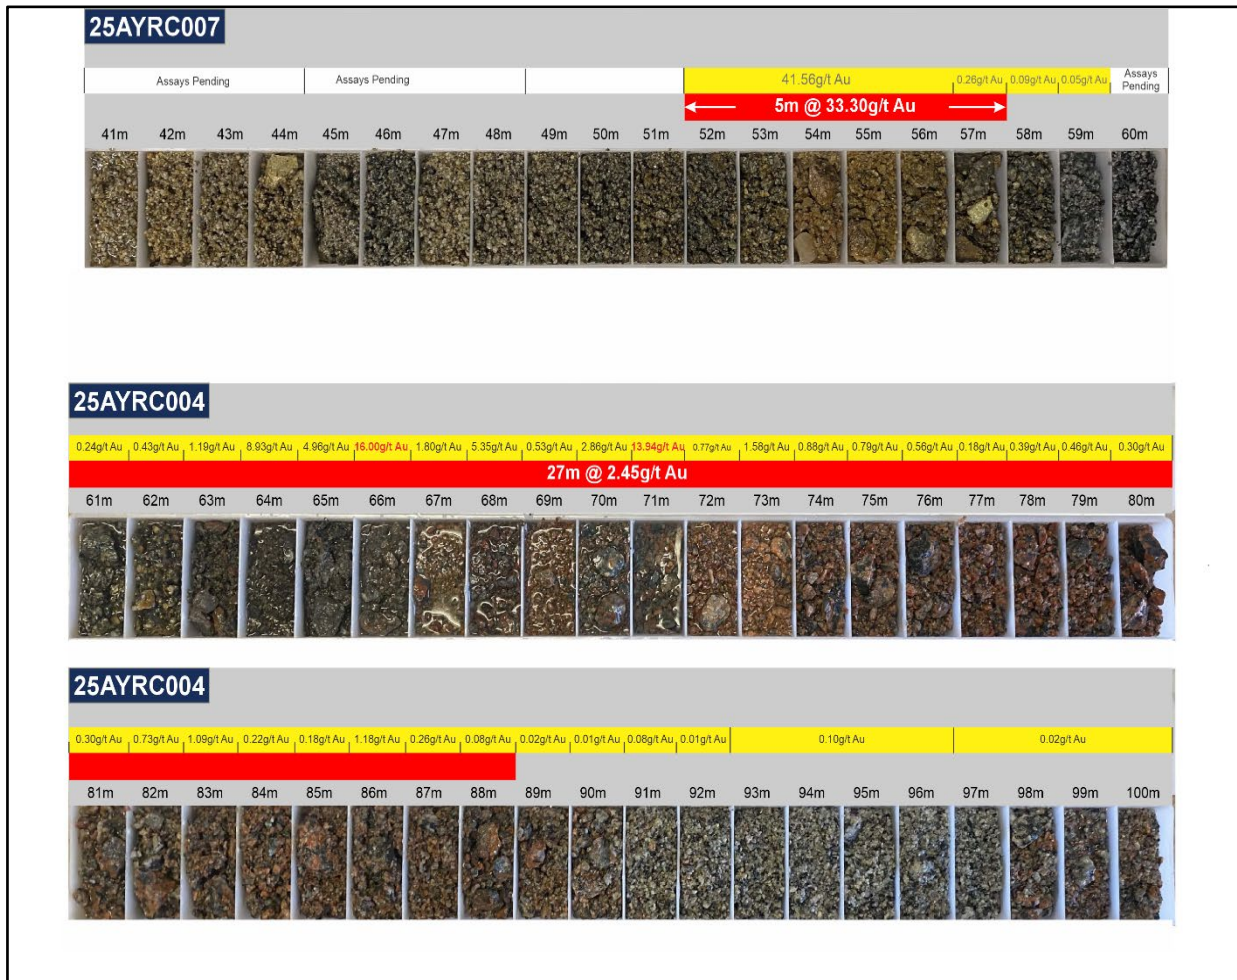 25AYRC007
Assays Pending Assays Pending 41.56g/t Au 0.26g/t Au 0.09g/t Au 0.05g/t Au Assays Pending
5m @ 33.30g/t Au
41m 42m 43m 44m 45m 46m 47m 48m 49m 50m 51m 52m 53m 54m 55m 56m 57m 58m 59m 60m
25AYRC004
0.24g/t Au 0.43g/t Au 1.19g/t Au 8.93g/t Au 4.96g/t Au 16.00g/t Au 1.80g/t Au 5.35g/t Au 0.53g/t Au 2.86g/t Au 13.94g/t Au 0.77g/t Au 1.58g/t Au 0.88g/t Au 0.79g/t Au 0.56g/t Au 0.18g/t Au 0.39g/t Au 0.46g/t Au 0.30g/t Au
27m @ 2.45g/t Au
61m 62m 63m 64m 65m 66m 67m 68m 69m 70m 71m 72m 73m 74m 75m 76m 77m 78m 79m 80m
25AYRC004
0.30g/t Au 0.73g/t Au 1.09g/t Au 0.22g/t Au 0.18g/t Au 1.18g/t Au 0.26g/t Au 0.08g/t Au 0.02g/t Au 0.01g/t Au 0.08g/t Au 0.01g/t Au 0.10g/t Au 0.02g/t Au
81m 82m 83m 84m 85m 86m 87m 88m 89m 90m 91m 92m 93m 94m 95m 96m 97m 98m 99m 100m